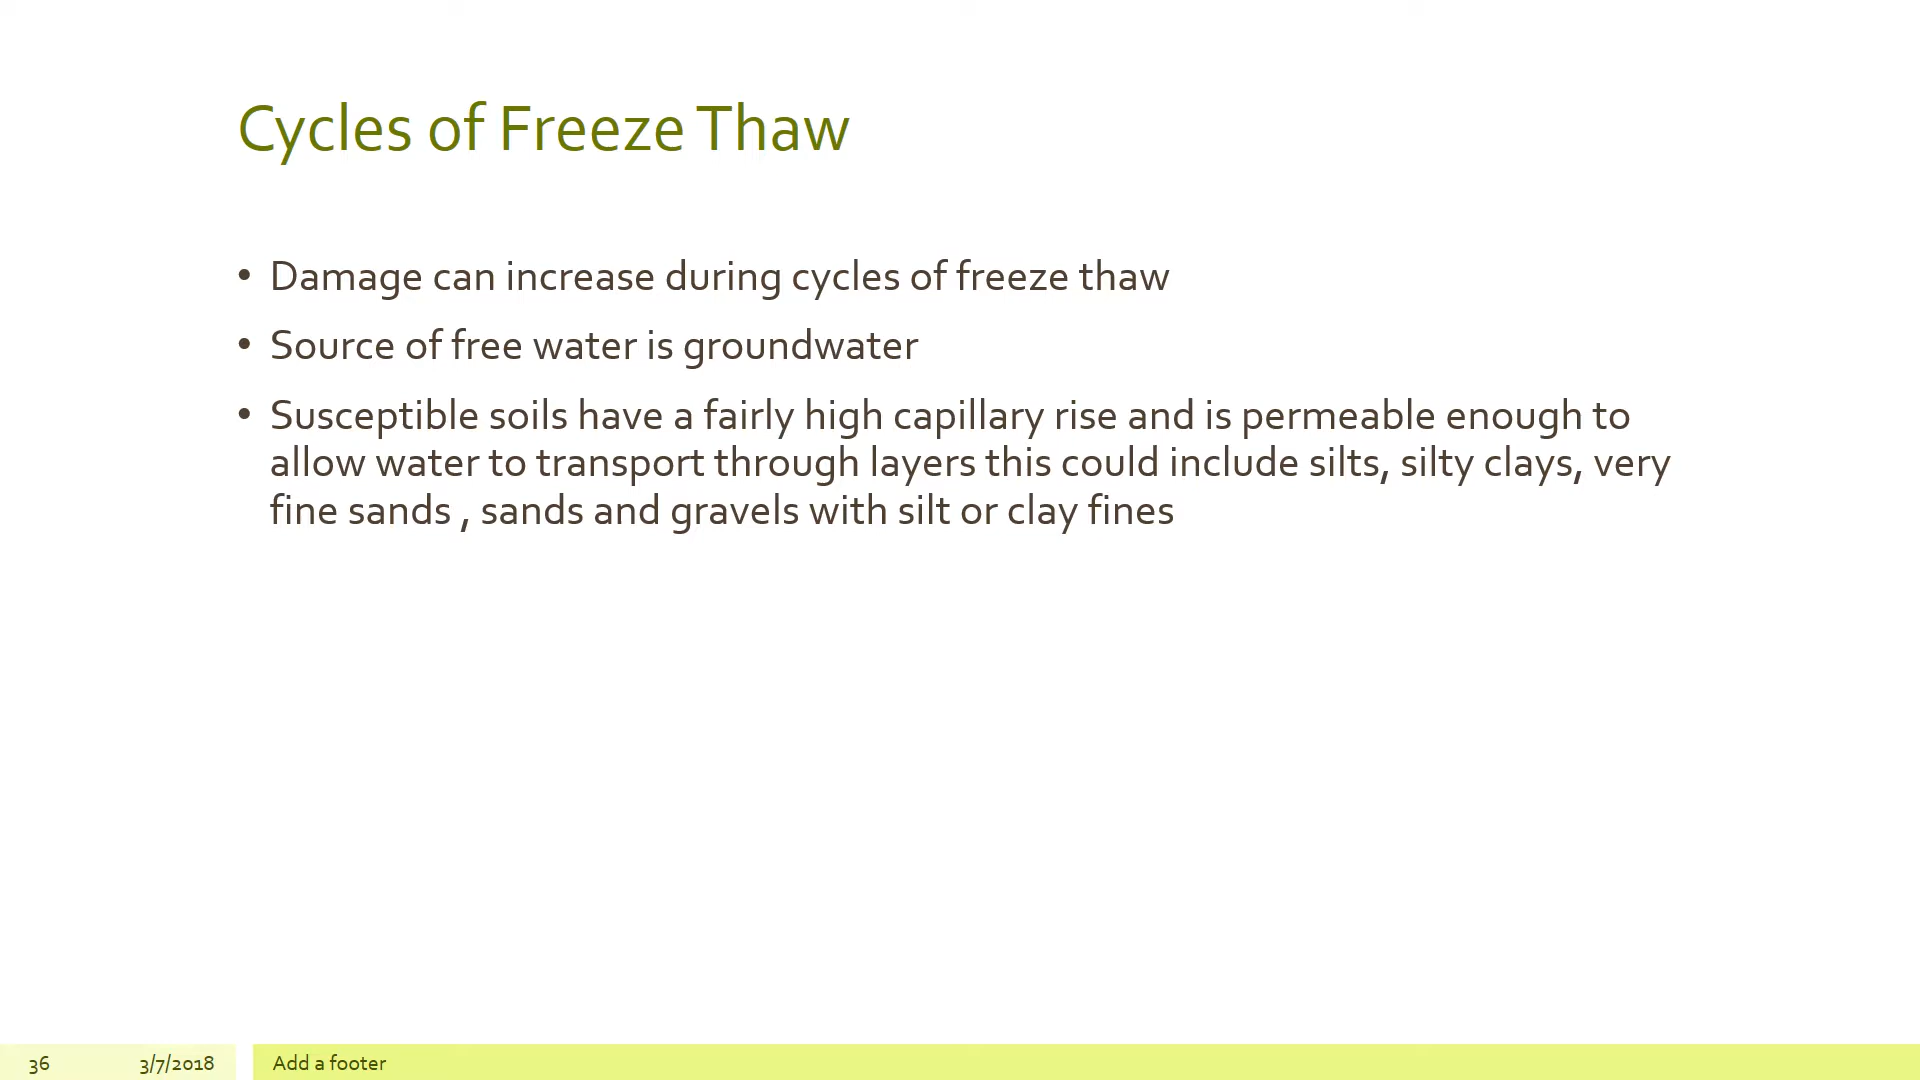 Cycles of Freeze Thaw
• Damage can increase during cycles of freeze thaw
• Source of free water is groundwater
• Susceptible soils have a fairly high capillary rise and is permeable enough to
allow water to transport through layers this could include silts, silty clays, very
fine sands , sands and gravels with silt or clay fines
36 3/7/2018 Add a footer